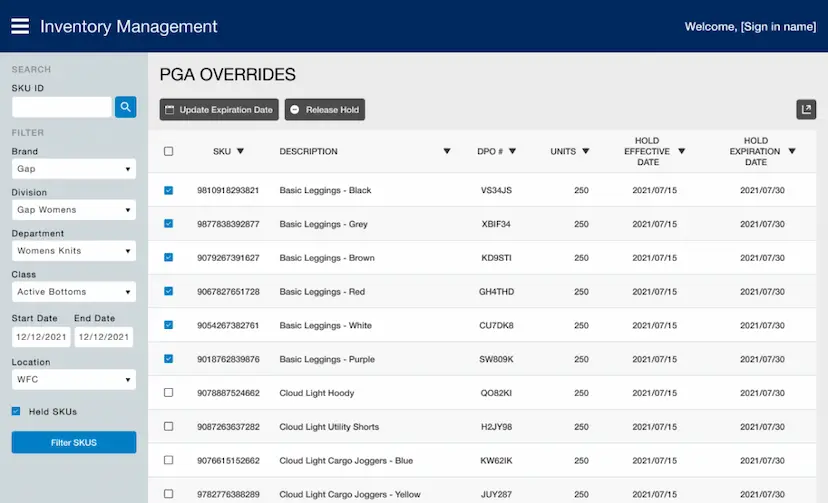 Inventory Management
Welcome, [Sign in name]
SEARCH
SKU ID
FILTER
Brand
Gap
Division
Gap Womens
Department
Womens Knits
Class
Active Bottoms
Start Date End Date
12/12/2021 12/12/2021
Location
WFC
Held SKUs
Filter SKUS
PGA OVERRIDES
Update Expiration Date Release Hold
SKU DESCRIPTION DPO # UNITS HOLD EFFECTIVE DATE HOLD EXPIRATION DATE
9810918293821 Basic Leggings - Black VS34JS 250 2021/07/15 2021/07/30
9877838392877 Basic Leggings - Grey XBIF34 250 2021/07/15 2021/07/30
9079267391627 Basic Leggings - Brown KD9STI 250 2021/07/15 2021/07/30
9067827651728 Basic Leggings - Red GH4THD 250 2021/07/15 2021/07/30
9054267382761 Basic Leggings - White CU7DK8 250 2021/07/15 2021/07/30
9018762839876 Basic Leggings - Purple SW809K 250 2021/07/15 2021/07/30
9078887524662 Cloud Light Hoody QO82KI 250 2021/07/15 2021/07/30
9087263637282 Cloud Light Utility Shorts H2JY98 250 2021/07/15 2021/07/30
9076615152662 Cloud Light Cargo Joggers - Blue KW62IK 250 2021/07/15 2021/07/30
9782776388289 Cloud Light Cargo Joggers - Yellow JUY287 250 2021/07/15 2021/07/30